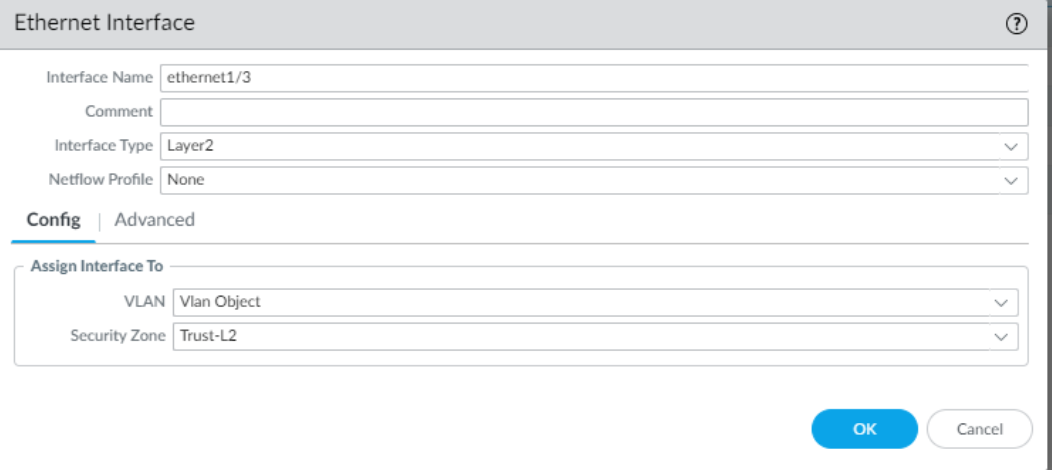 Ethernet Interface ?
Interface Name ethernet1/3
Comment
Interface Type Layer2
Netflow Profile None
Config | Advanced
Assign Interface To
VLAN Vlan Object
Security Zone Trust-L2
OK Cancel